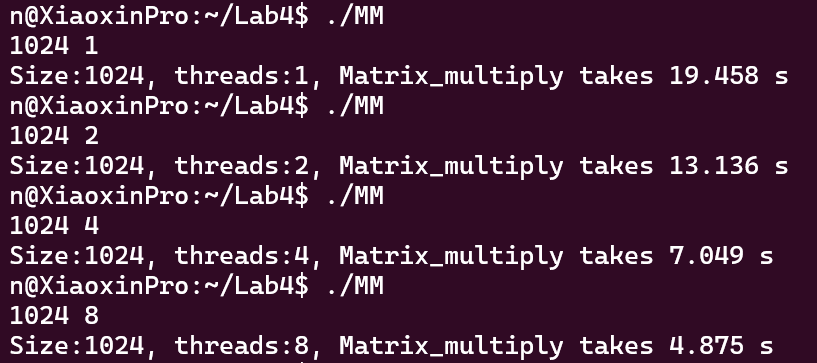 n@XiaoxinPro:~/Lab4$ ./MM
1024 1
Size:1024, threads:1, Matrix_multiply takes 19.458 s
n@XiaoxinPro:~/Lab4$ ./MM
1024 2
Size:1024, threads:2, Matrix_multiply takes 13.136 s
n@XiaoxinPro:~/Lab4$ ./MM
1024 4
Size:1024, threads:4, Matrix_multiply takes 7.049 s
n@XiaoxinPro:~/Lab4$ ./MM
1024 8
Size:1024, threads:8, Matrix_multiply takes 4.875 s